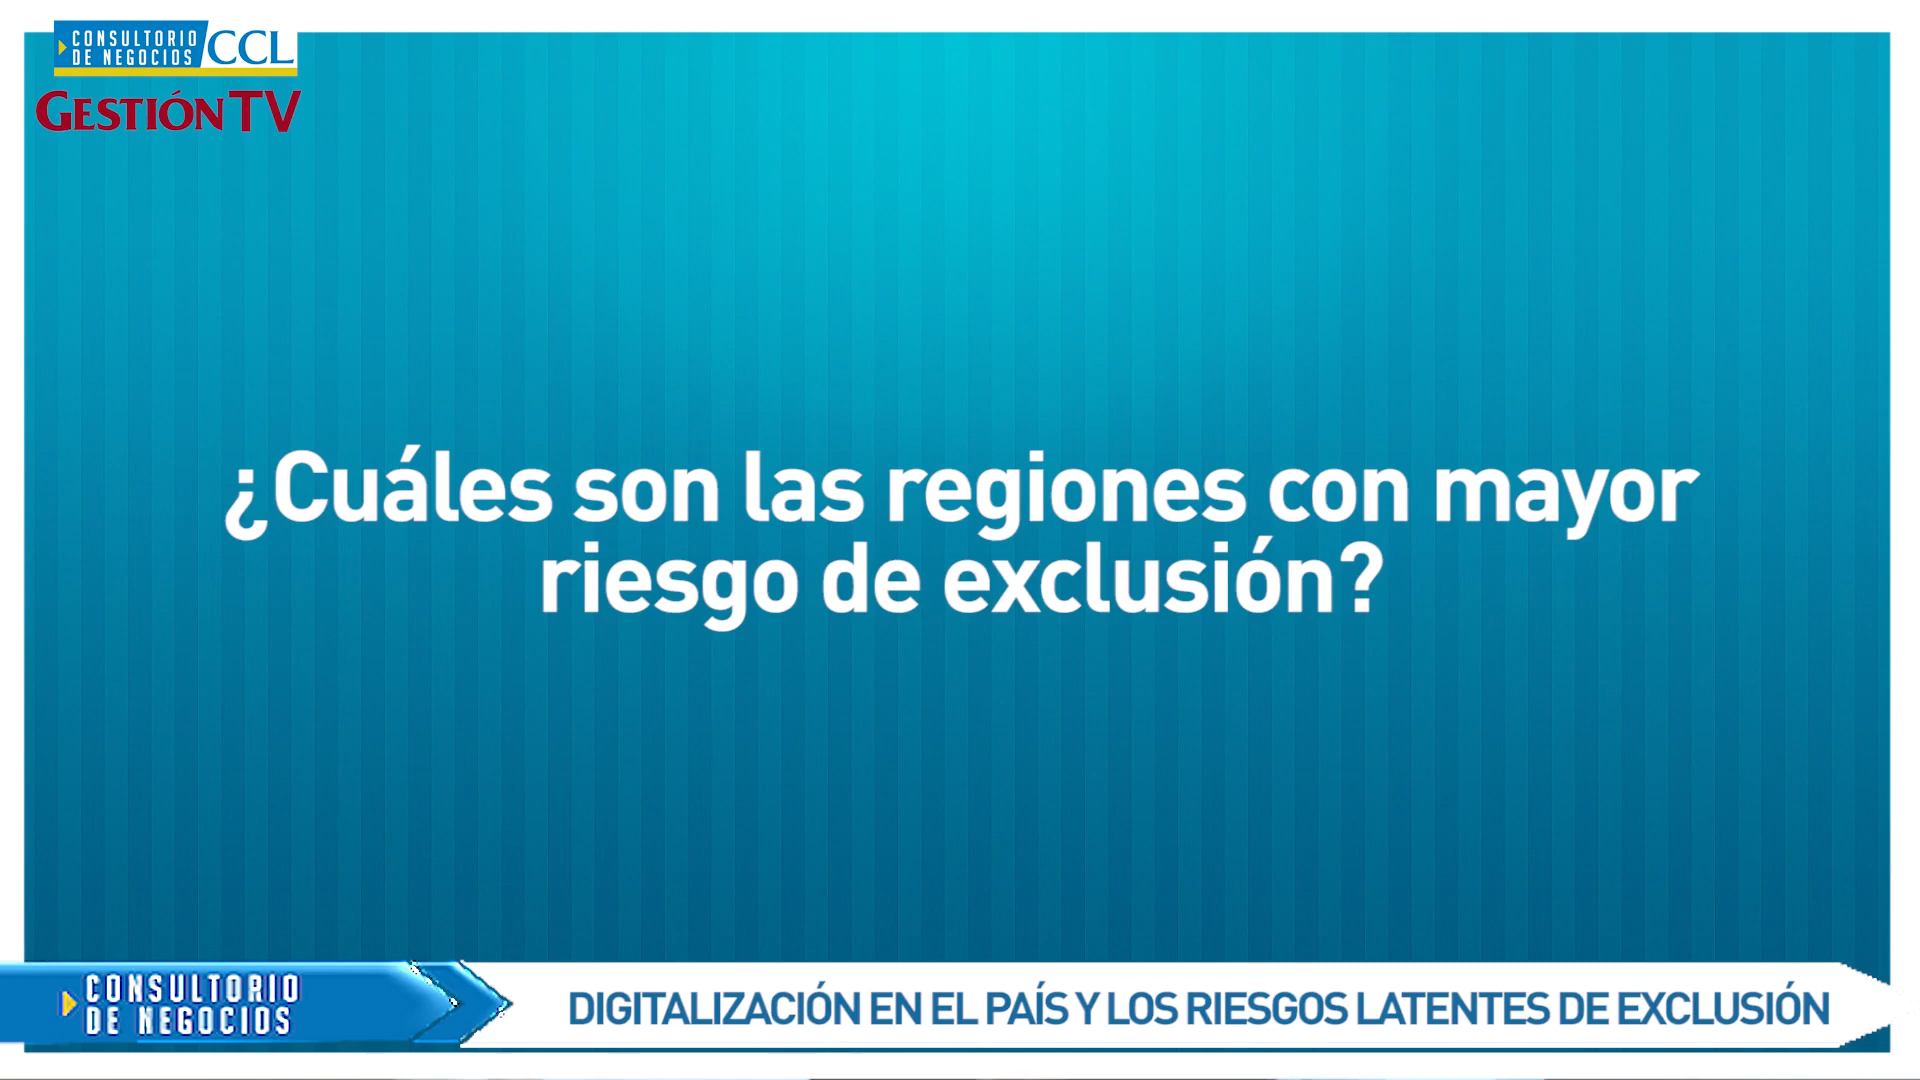 CONSULTORIO
DE NEGOCIOS
CCL
GESTIÓN TV
¿Cuáles son las regiones con mayor
riesgo de exclusión?
CONSULTORIO
DE NEGOCIOS
DIGITALIZACIÓN EN EL PAÍS Y LOS RIESGOS LATENTES DE EXCLUSIÓN